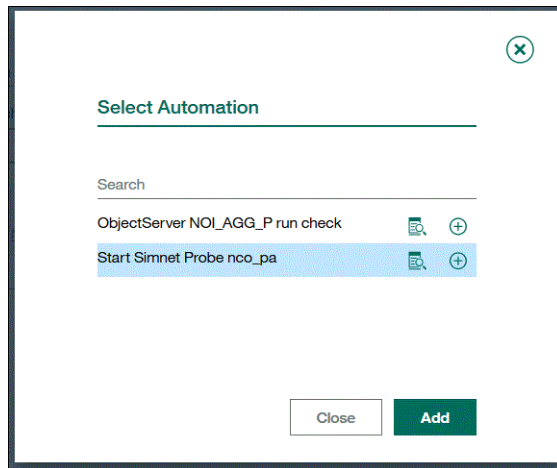 Select Automation
Search
ObjectServer NOI_AGG_P run check
Start Simnet Probe nco_pa
Close Add